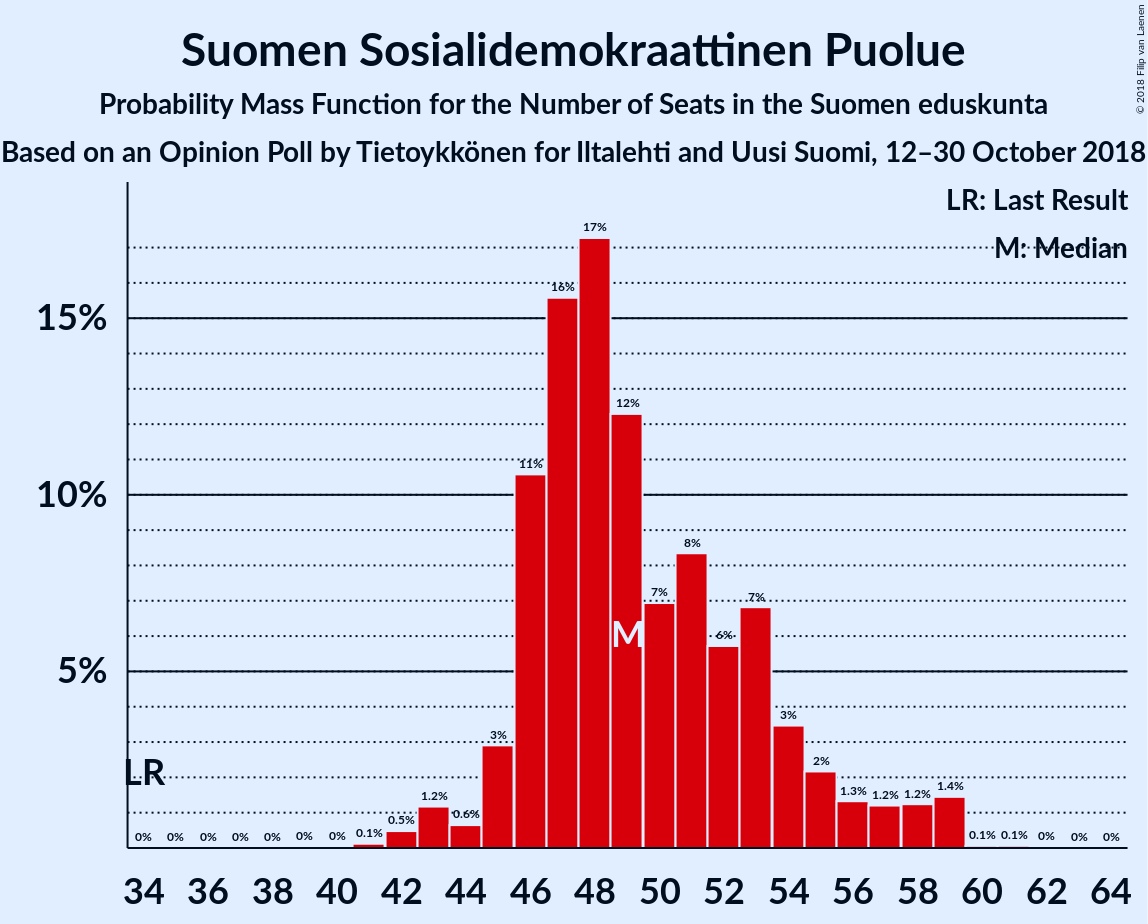 Suomen Sosialidemokraattinen Puolue
Probability Mass Function for the Number of Seats in the Suomen eduskunta
Based on an Opinion Poll by Tietoykkönen for Iltalehti and Uusi Suomi, 12–30 October 2018
© 2018 Filip van Laenen
LR: Last Result
M: Median
15%
10%
5%
LR
M
0% 0% 0% 0% 0% 0% 0% 0.1% 0.5% 1.2% 0.6% 3% 11% 16% 17% 12% 7% 8% 6% 7% 3% 2% 1.3% 1.2% 1.2% 1.4% 0.1% 0.1% 0% 0% 0%
34 36 38 40 42 44 46 48 50 52 54 56 58 60 62 64